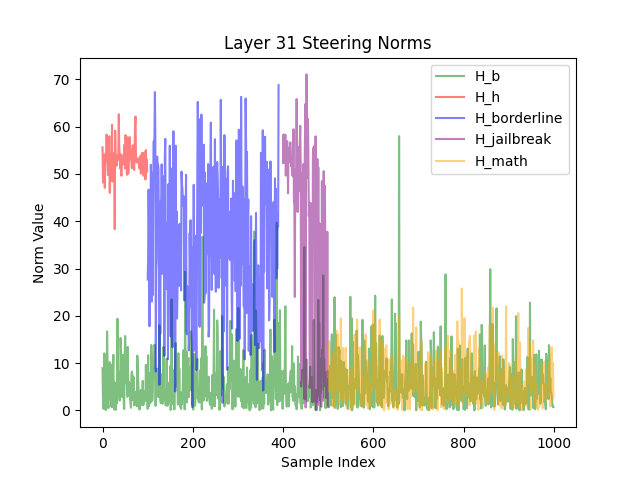 Layer 31 Steering Norms
70
60
50
40
30
20
10
0
Norm Value
H_b
H_h
H_borderline
H_jailbreak
H_math
0
200
400
600
800
1000
Sample Index